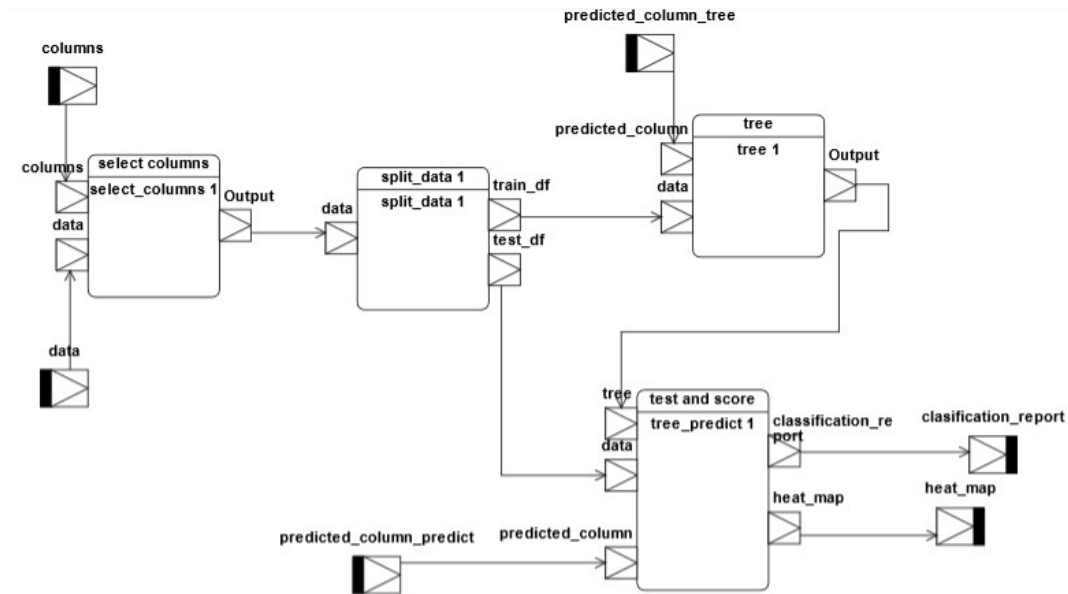 predicted_column_tree
columns
predicted_column
tree
tree 1
Output
data
columns
select columns
select_columns 1
Output
data
data
split_data 1
split_data 1
train_df
test_df
data
tree
test and score
tree_predict 1
classification_re
port
clasification_report
data
heat_map
heat_map
predicted_column_predict
predicted_column